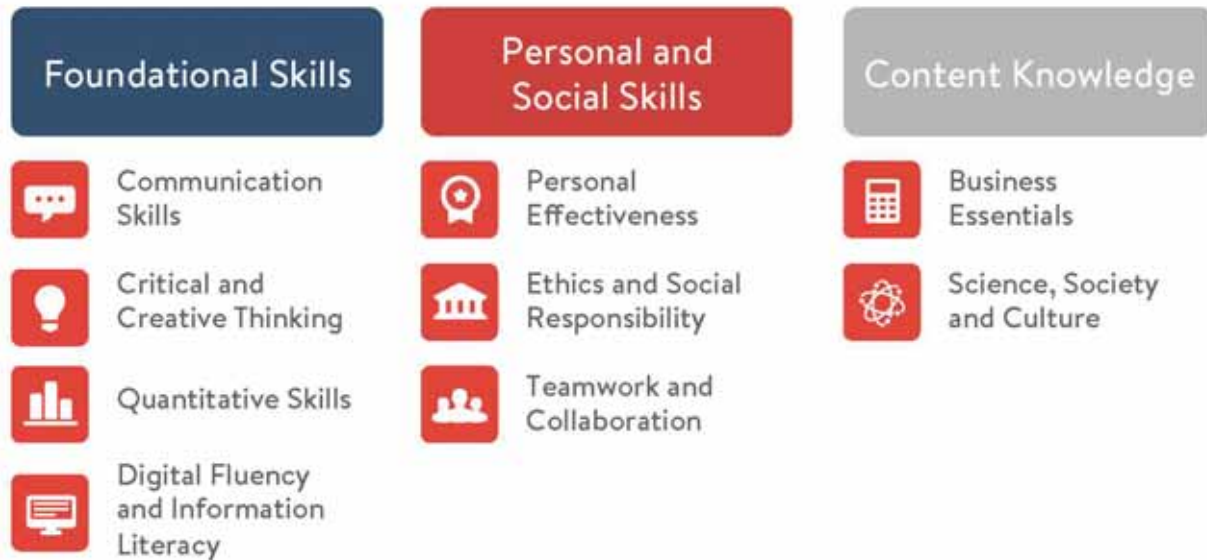 Foundational Skills
Communication
Skills
Critical and
Creative Thinking
Quantitative Skills
Digital Fluency
and Information
Literacy
Personal and
Social Skills
Personal
Effectiveness
Ethics and Social
Responsibility
Teamwork and
Collaboration
Content Knowledge
Business
Essentials
Science, Society
and Culture